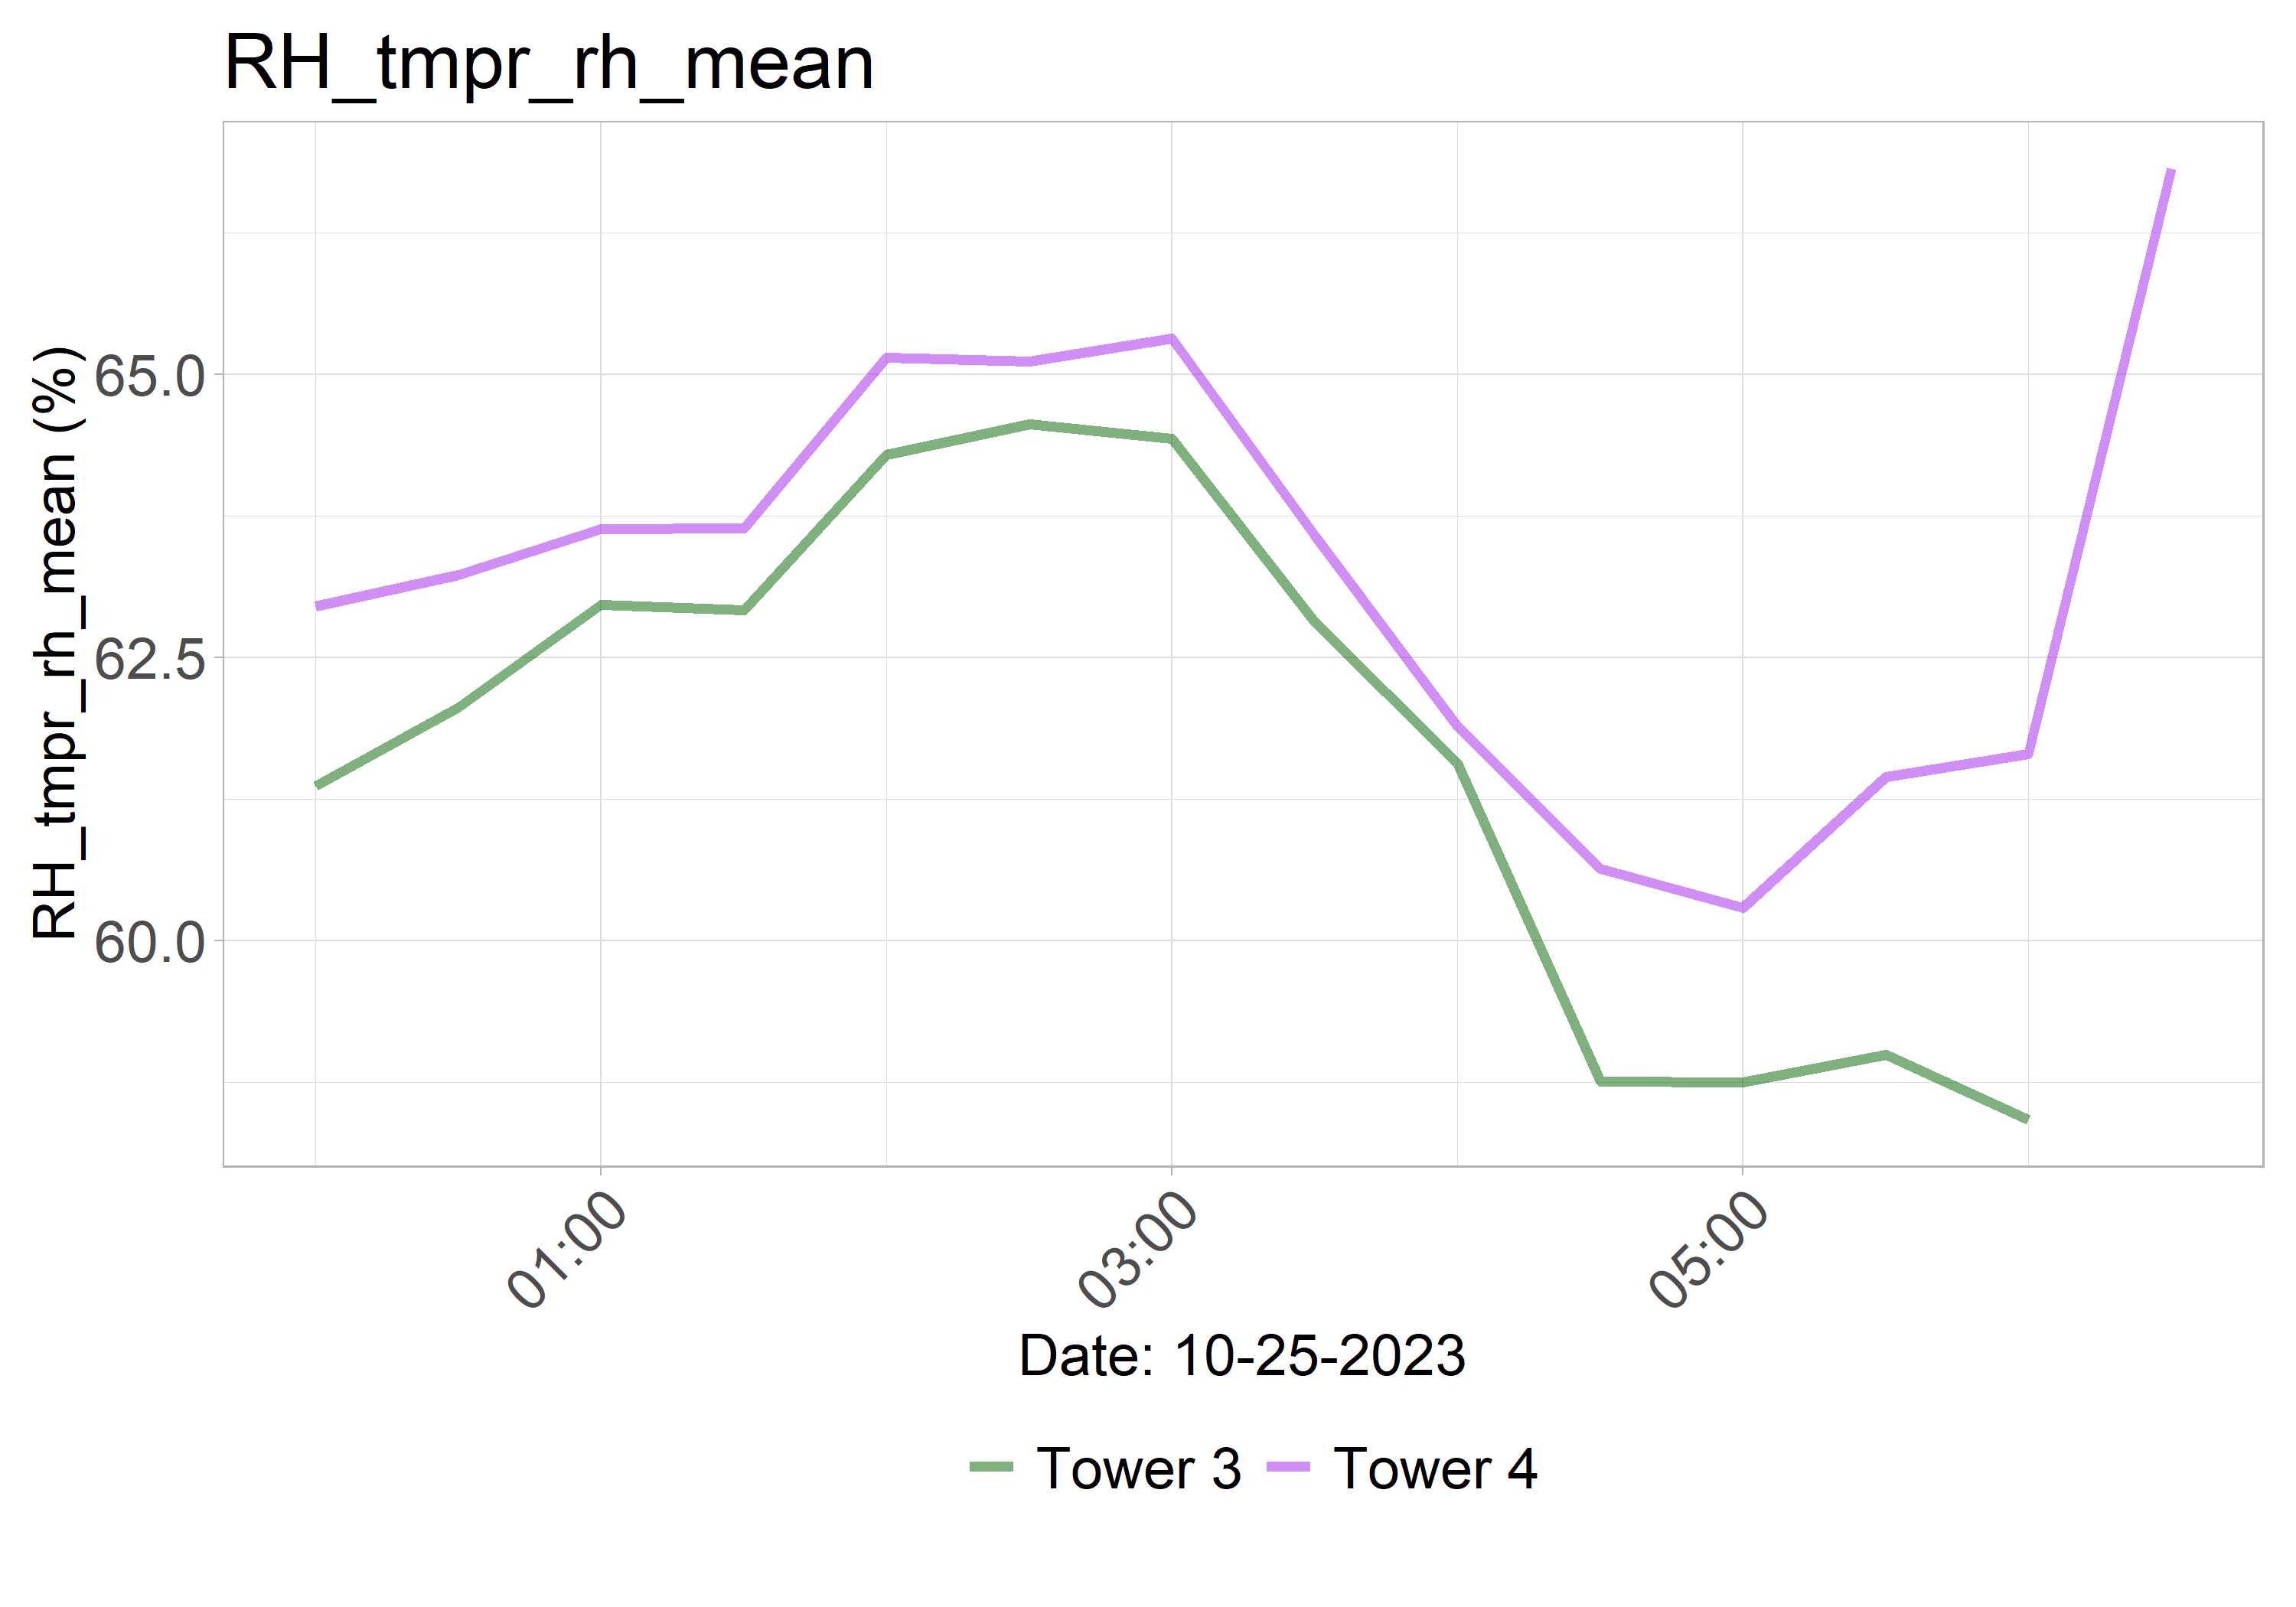 RH_tmpr_rh_mean
RH_tmpr_rh_mean (%)
65.0
62.5
60.0
01:00
03:00
05:00
Date: 10-25-2023
Tower 3 Tower 4